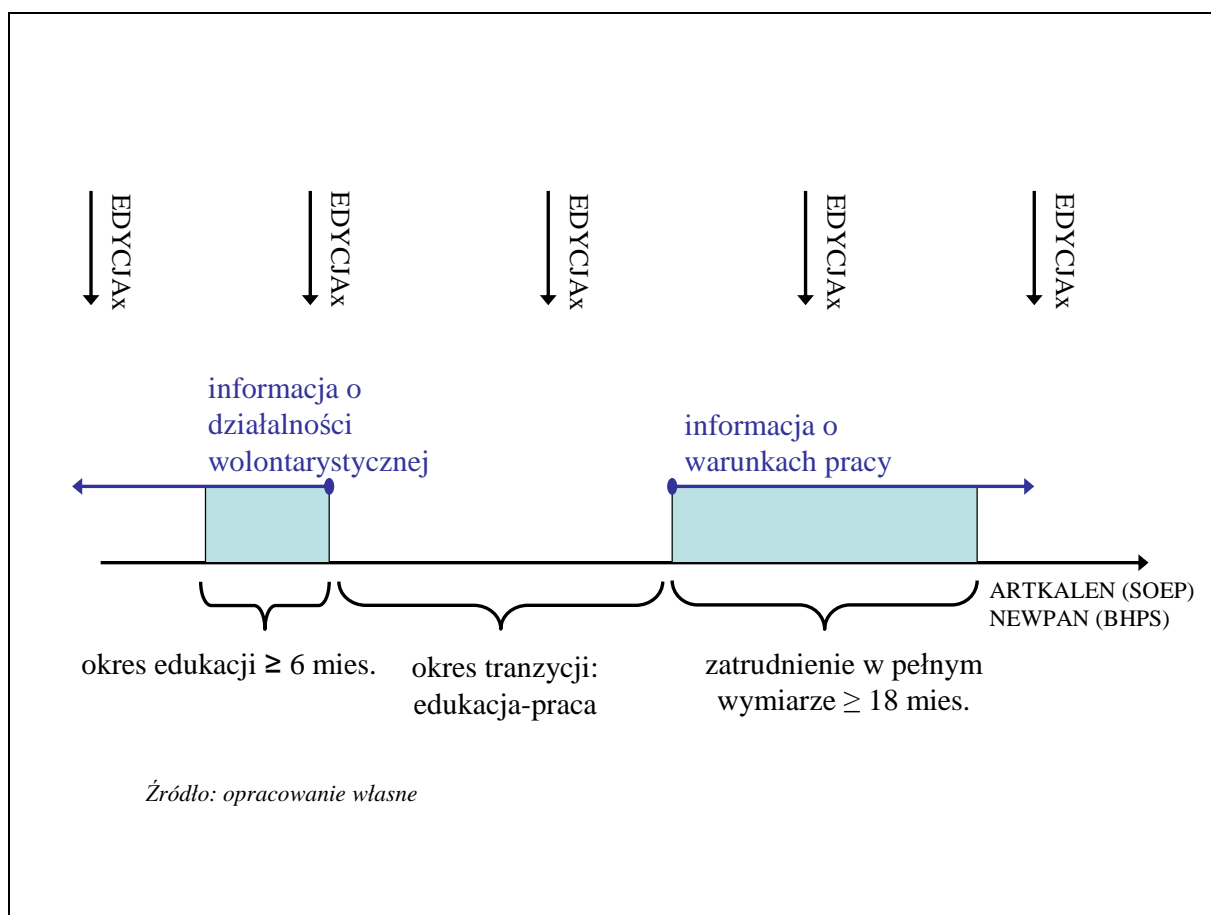 EDYCJAx
EDYCJAx
EDYCJAx
EDYCJAx
EDYCJAx
informacja o
działalności
wolontarystycznej
informacja o
warunkach pracy
ARTKALEN (SOEP)
NEWPAN (BHPS)
okres edukacji ≥ 6 mies.
okres tranzycji:
edukacja-praca
zatrudnienie w pełnym
wymiarze ≥ 18 mies.
Źródło: opracowanie własne